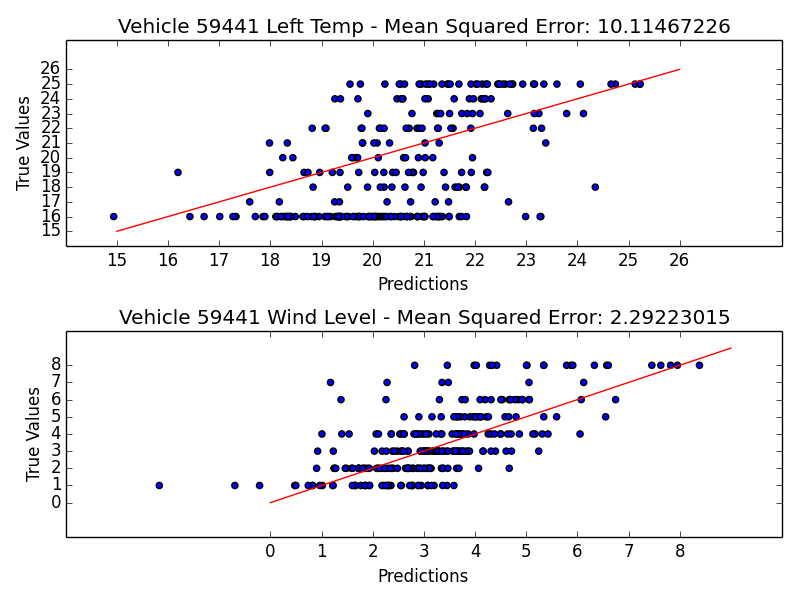 Vehicle 59441 Left Temp - Mean Squared Error: 10.11467226
True Values
26
25
24
23
22
21
20
19
18
17
16
15
15 16 17 18 19 20 21 22 23 24 25 26
Predictions
Vehicle 59441 Wind Level - Mean Squared Error: 2.29223015
True Values
8
7
6
5
4
3
2
1
0
0 1 2 3 4 5 6 7 8
Predictions